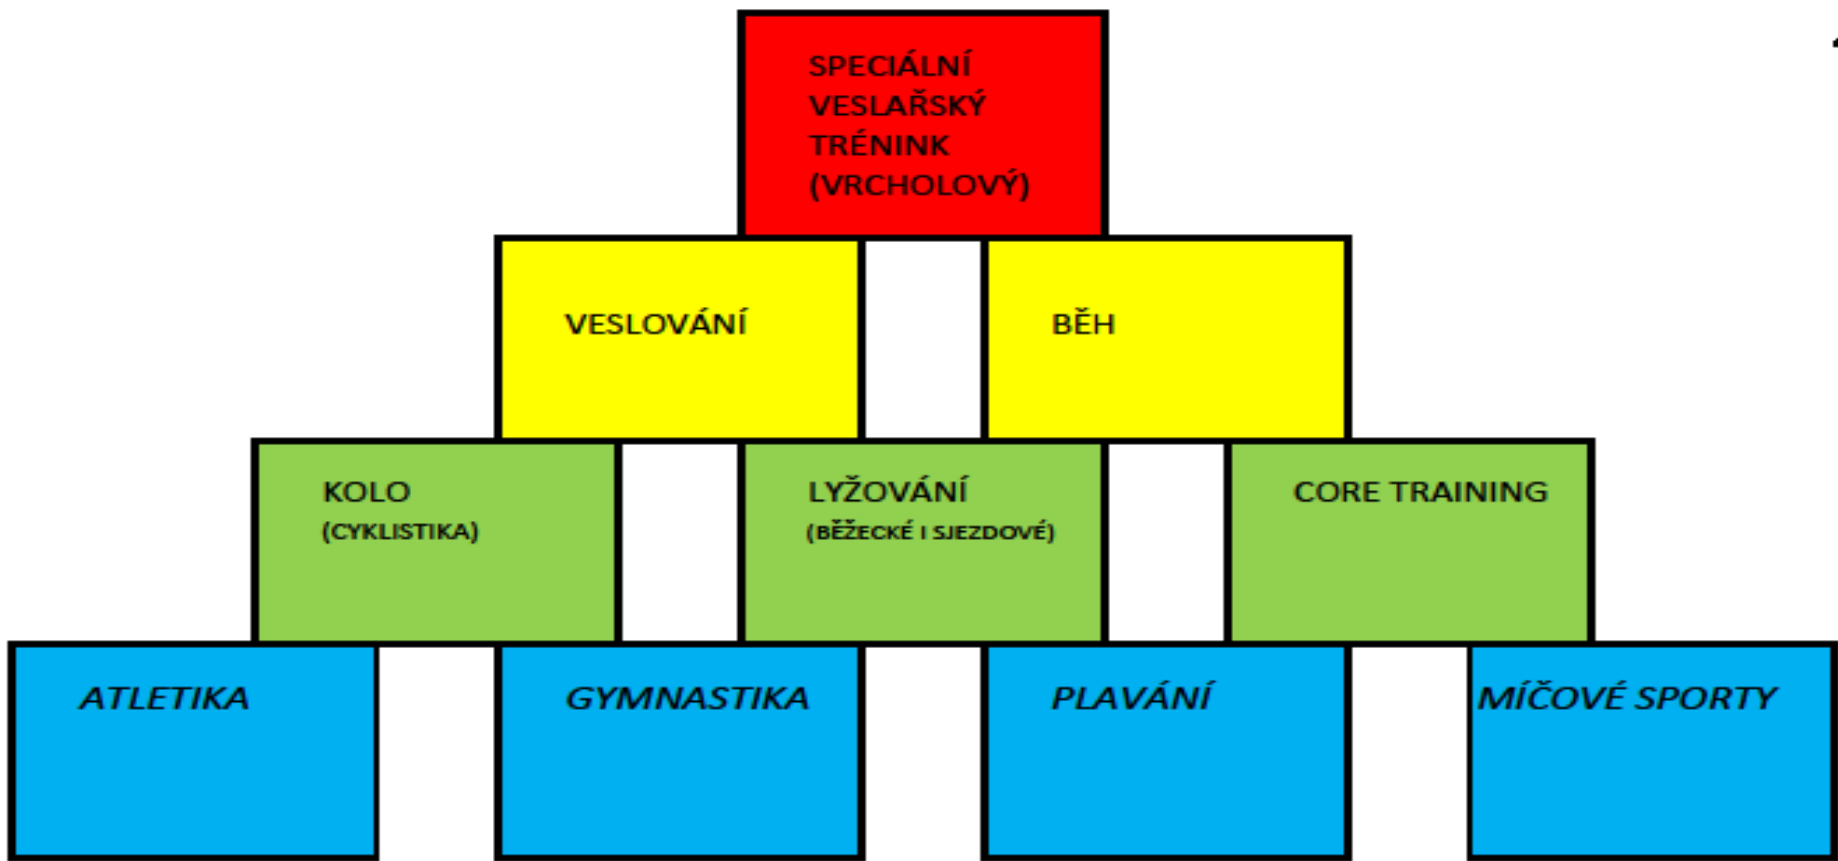 SPECIÁLNÍ
VESLAŘSKÝ
TRÉNINK
(VRCHOLOVÝ)
VESLOVÁNÍ
BĚH
KOLO
(CYKLISTIKA)
LYŽOVÁNÍ
(BĚŽECKÉ I SJEZDOVÉ)
CORE TRAINING
ATLETIKA
GYMNASTIKA
PLAVÁNÍ
MÍČOVÉ SPORTY